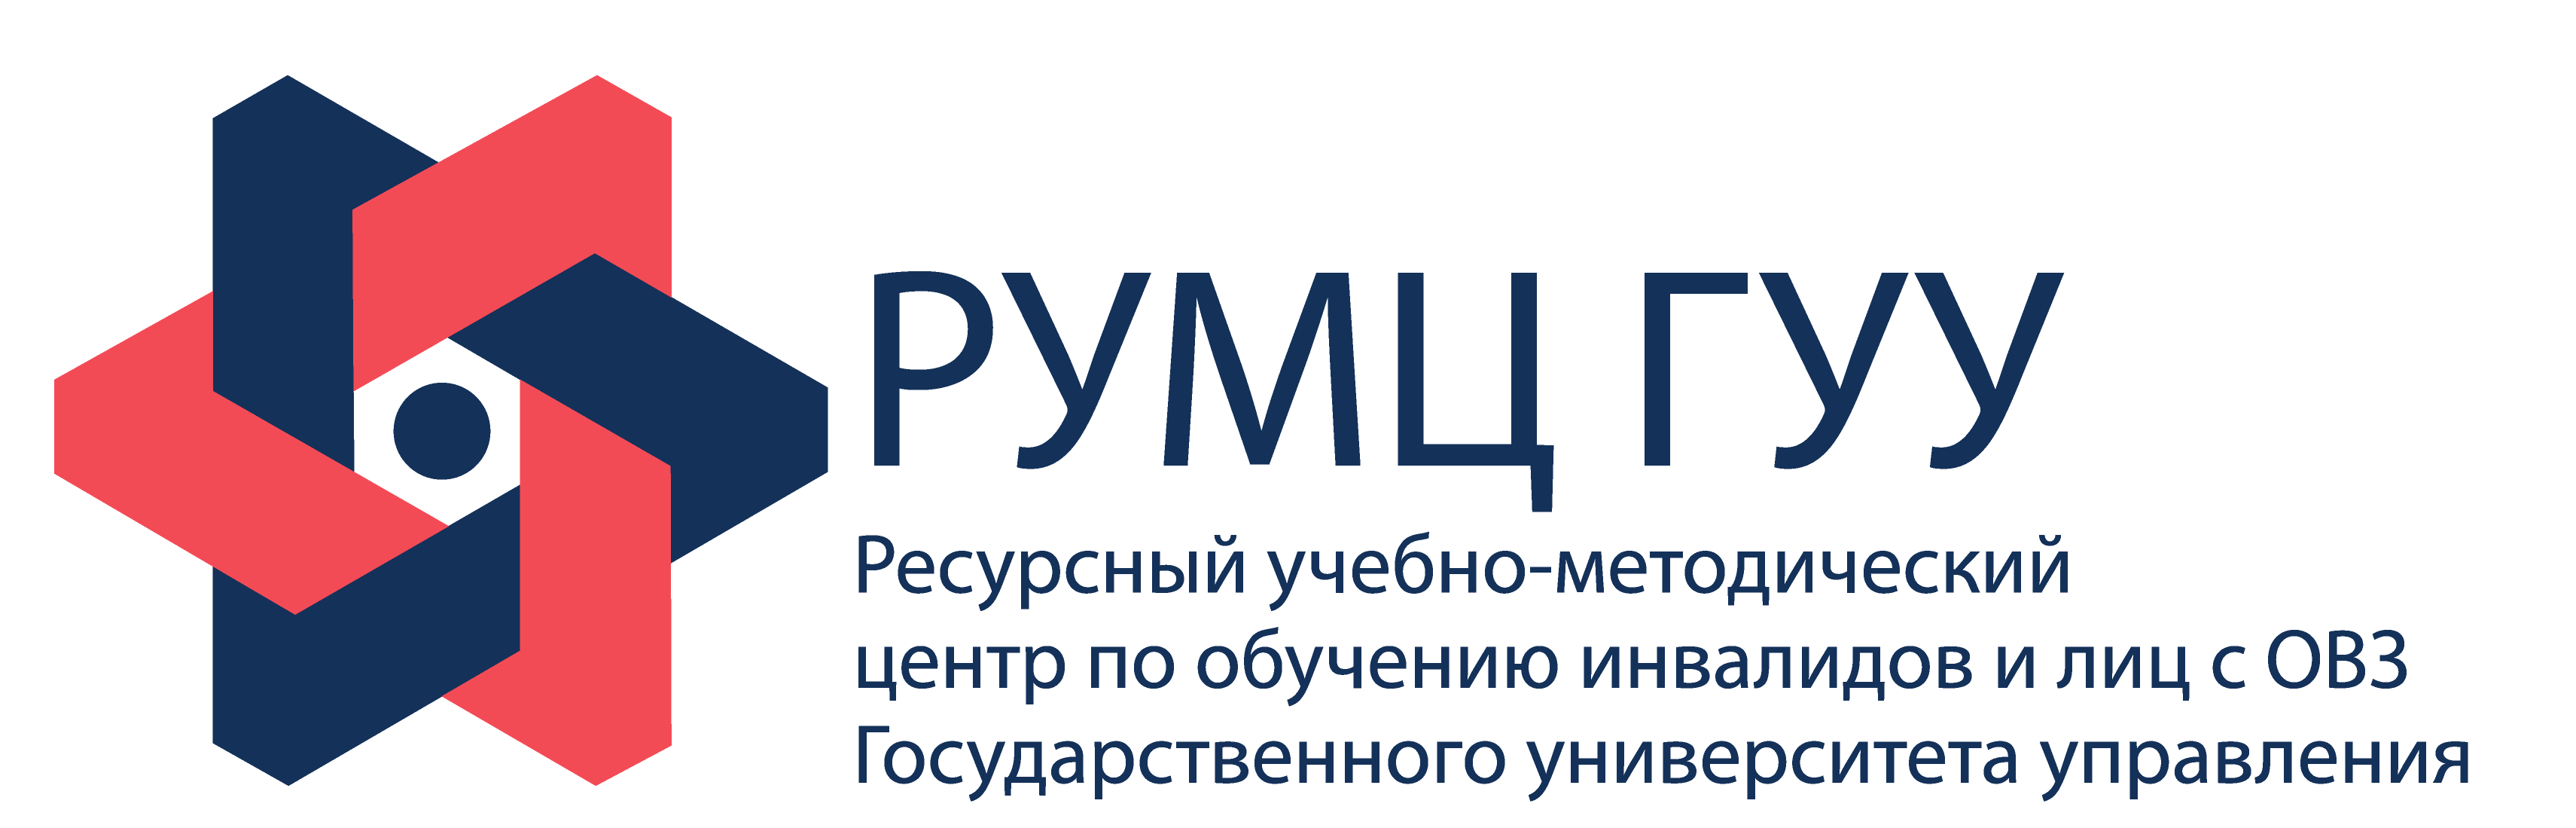 РУМЦ ГУУ
Ресурсный учебно-методический
центр по обучению инвалидов и лиц с ОВЗ
Государственного университета управления